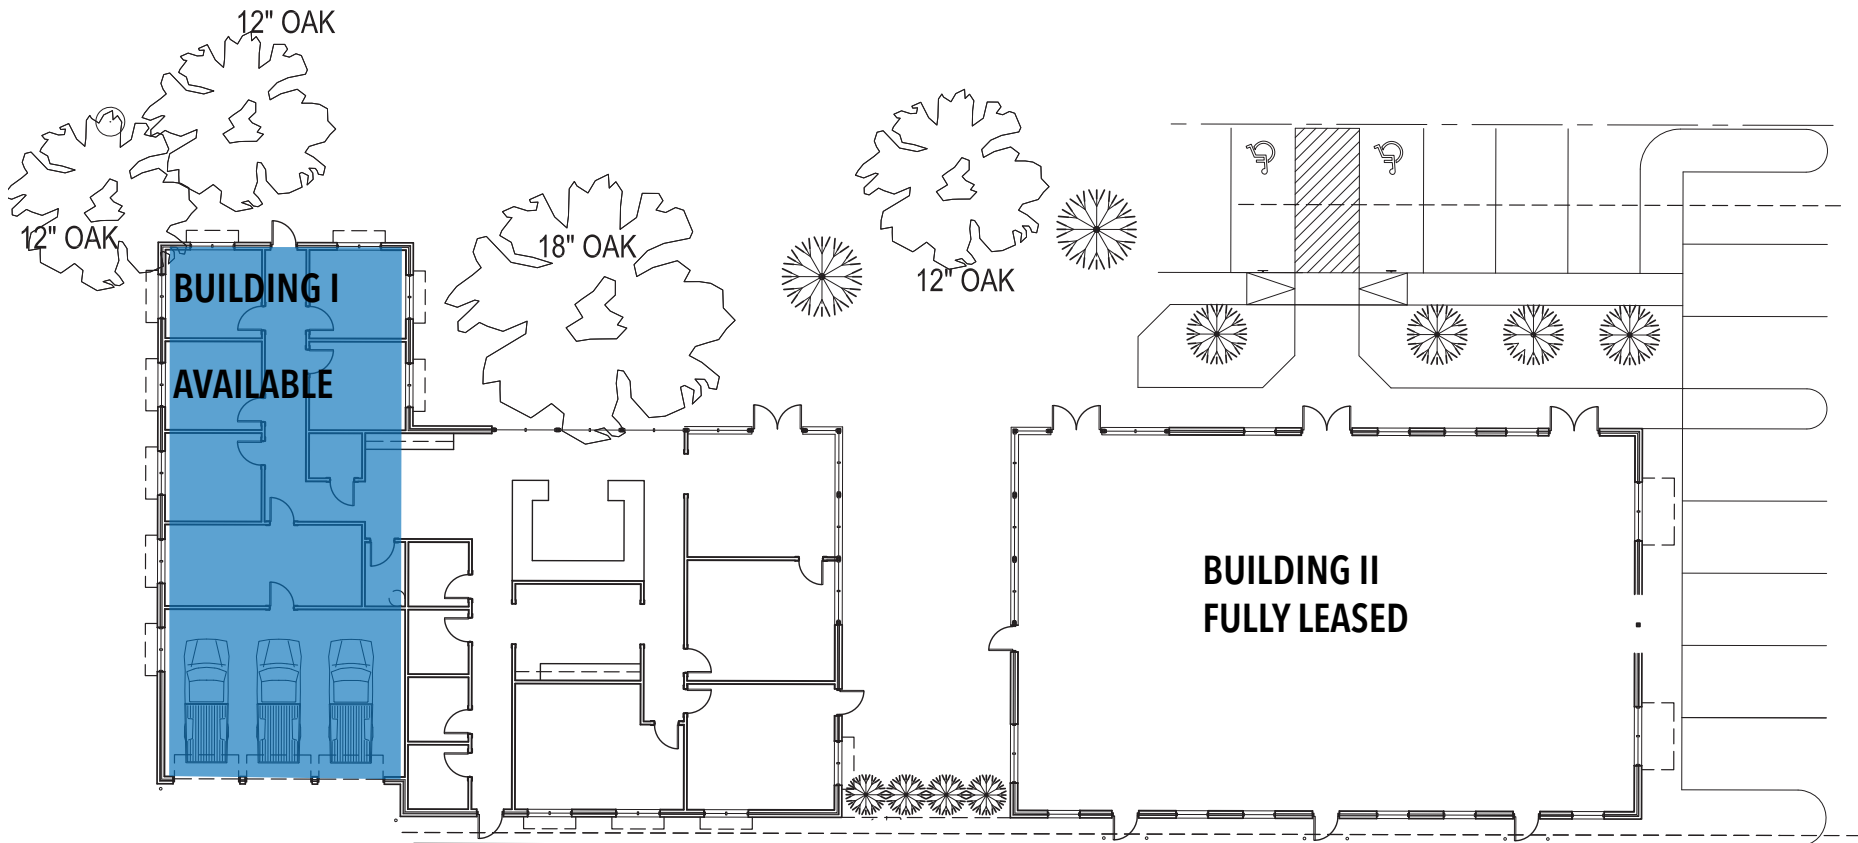 12" OAK
12" OAK
18" OAK
12" OAK
BUILDING I
AVAILABLE
BUILDING II
FULLY LEASED